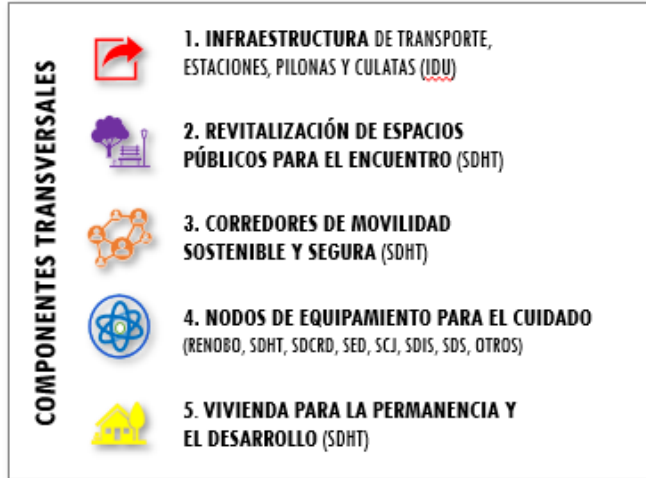 COMPONENTES TRANSVERSALES
1. INFRAESTRUCTURA DE TRANSPORTE,
ESTACIONES, PILONAS Y CULATAS (IDU)
2. REVITALIZACIÓN DE ESPACIOS
PÚBLICOS PARA EL ENCUENTRO (SDHT)
3. CORREDORES DE MOVILIDAD
SOSTENIBLE Y SEGURA (SDHT)
4. NODOS DE EQUIPAMIENTO PARA EL CUIDADO
(RENOBO, SDHT, SDCRD, SED, SCJ, SDIS, SDS, OTROS)
5. VIVIENDA PARA LA PERMANENCIA Y
EL DESARROLLO (SDHT)